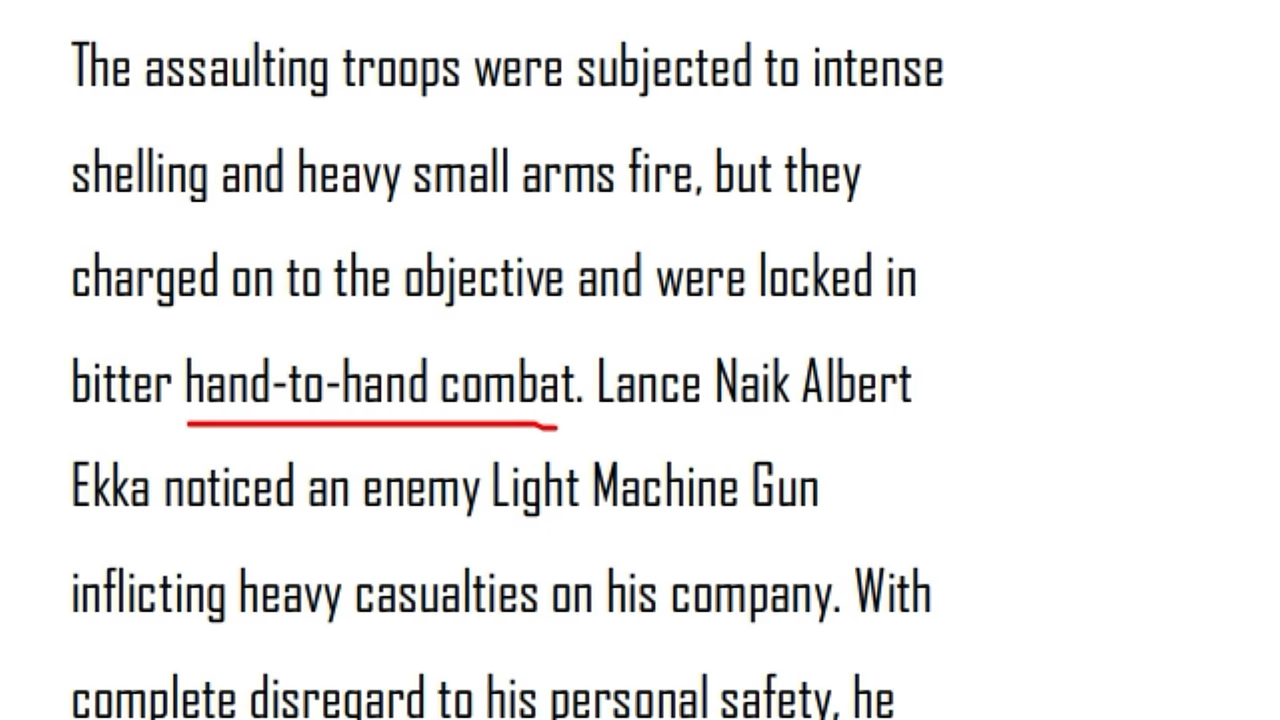 The assaulting troops were subjected to intense
shelling and heavy small arms fire, but they
charged on to the objective and were locked in
bitter hand-to-hand combat. Lance Naik Albert
Ekka noticed an enemy Light Machine Gun
inflicting heavy casualties on his company. With
complete disregard to his personal safety, he